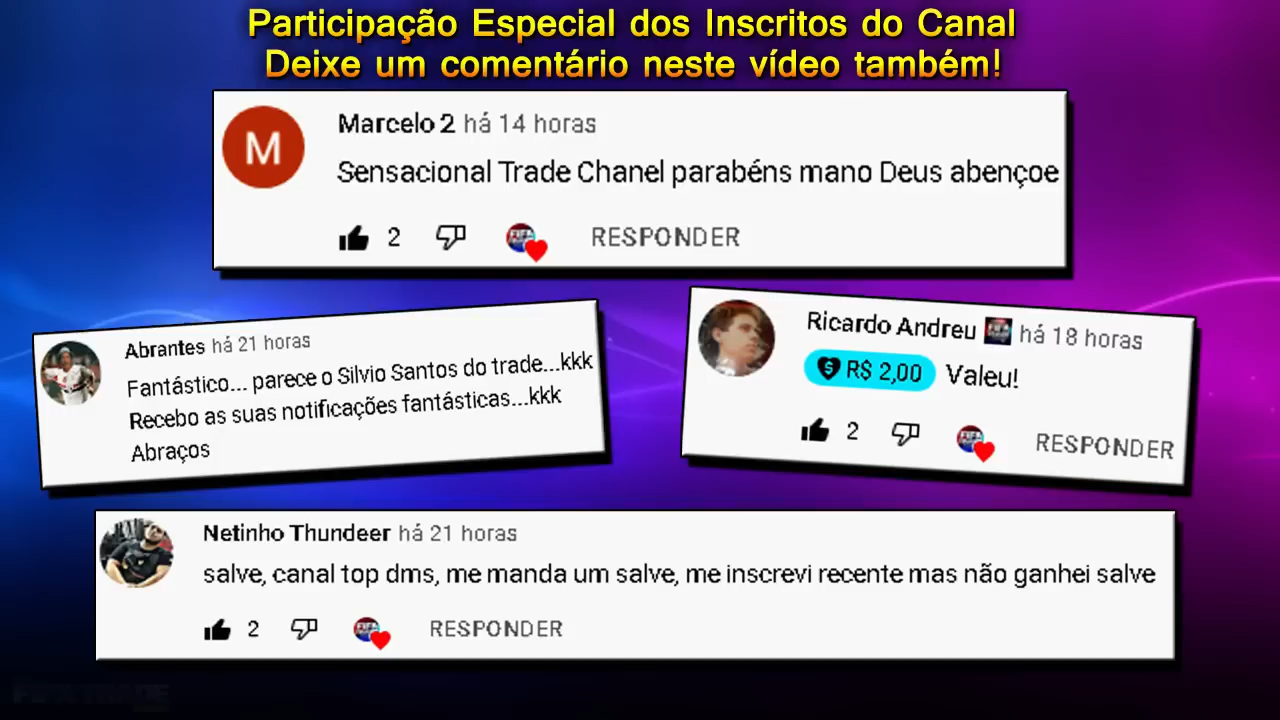 Participação Especial dos Inscritos do Canal
Deixe um comentário neste vídeo também!
M
Marcelo 2 há 14 horas
Sensacional Trade Chanel parabéns mano Deus abençoe
2 RESPONDER
Abrantes há 21 horas
Fantástico... parece o Silvio Santos do trade...kkk
Recebo as suas notificações fantásticas...kkk
Abraços
Ricardo Andreu há 18 horas
R$ 2,00 Valeu!
2 RESPONDER
Netinho Thundeer há 21 horas
salve, canal top dms, me manda um salve, me inscrevi recente mas não ganhei salve
2 RESPONDER
FIFA TRADE